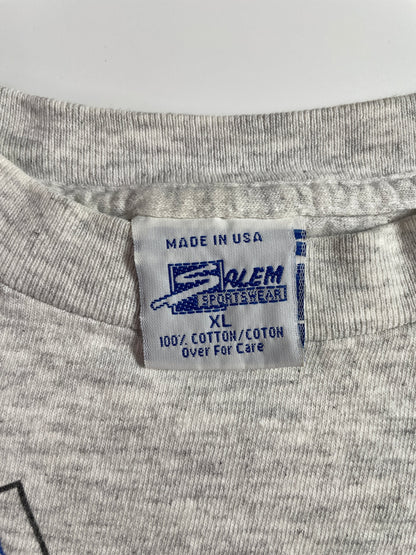 MADE IN USA
SALEM
SPORTSWEAR
XL
100% COTTON/COTON
Over For Care